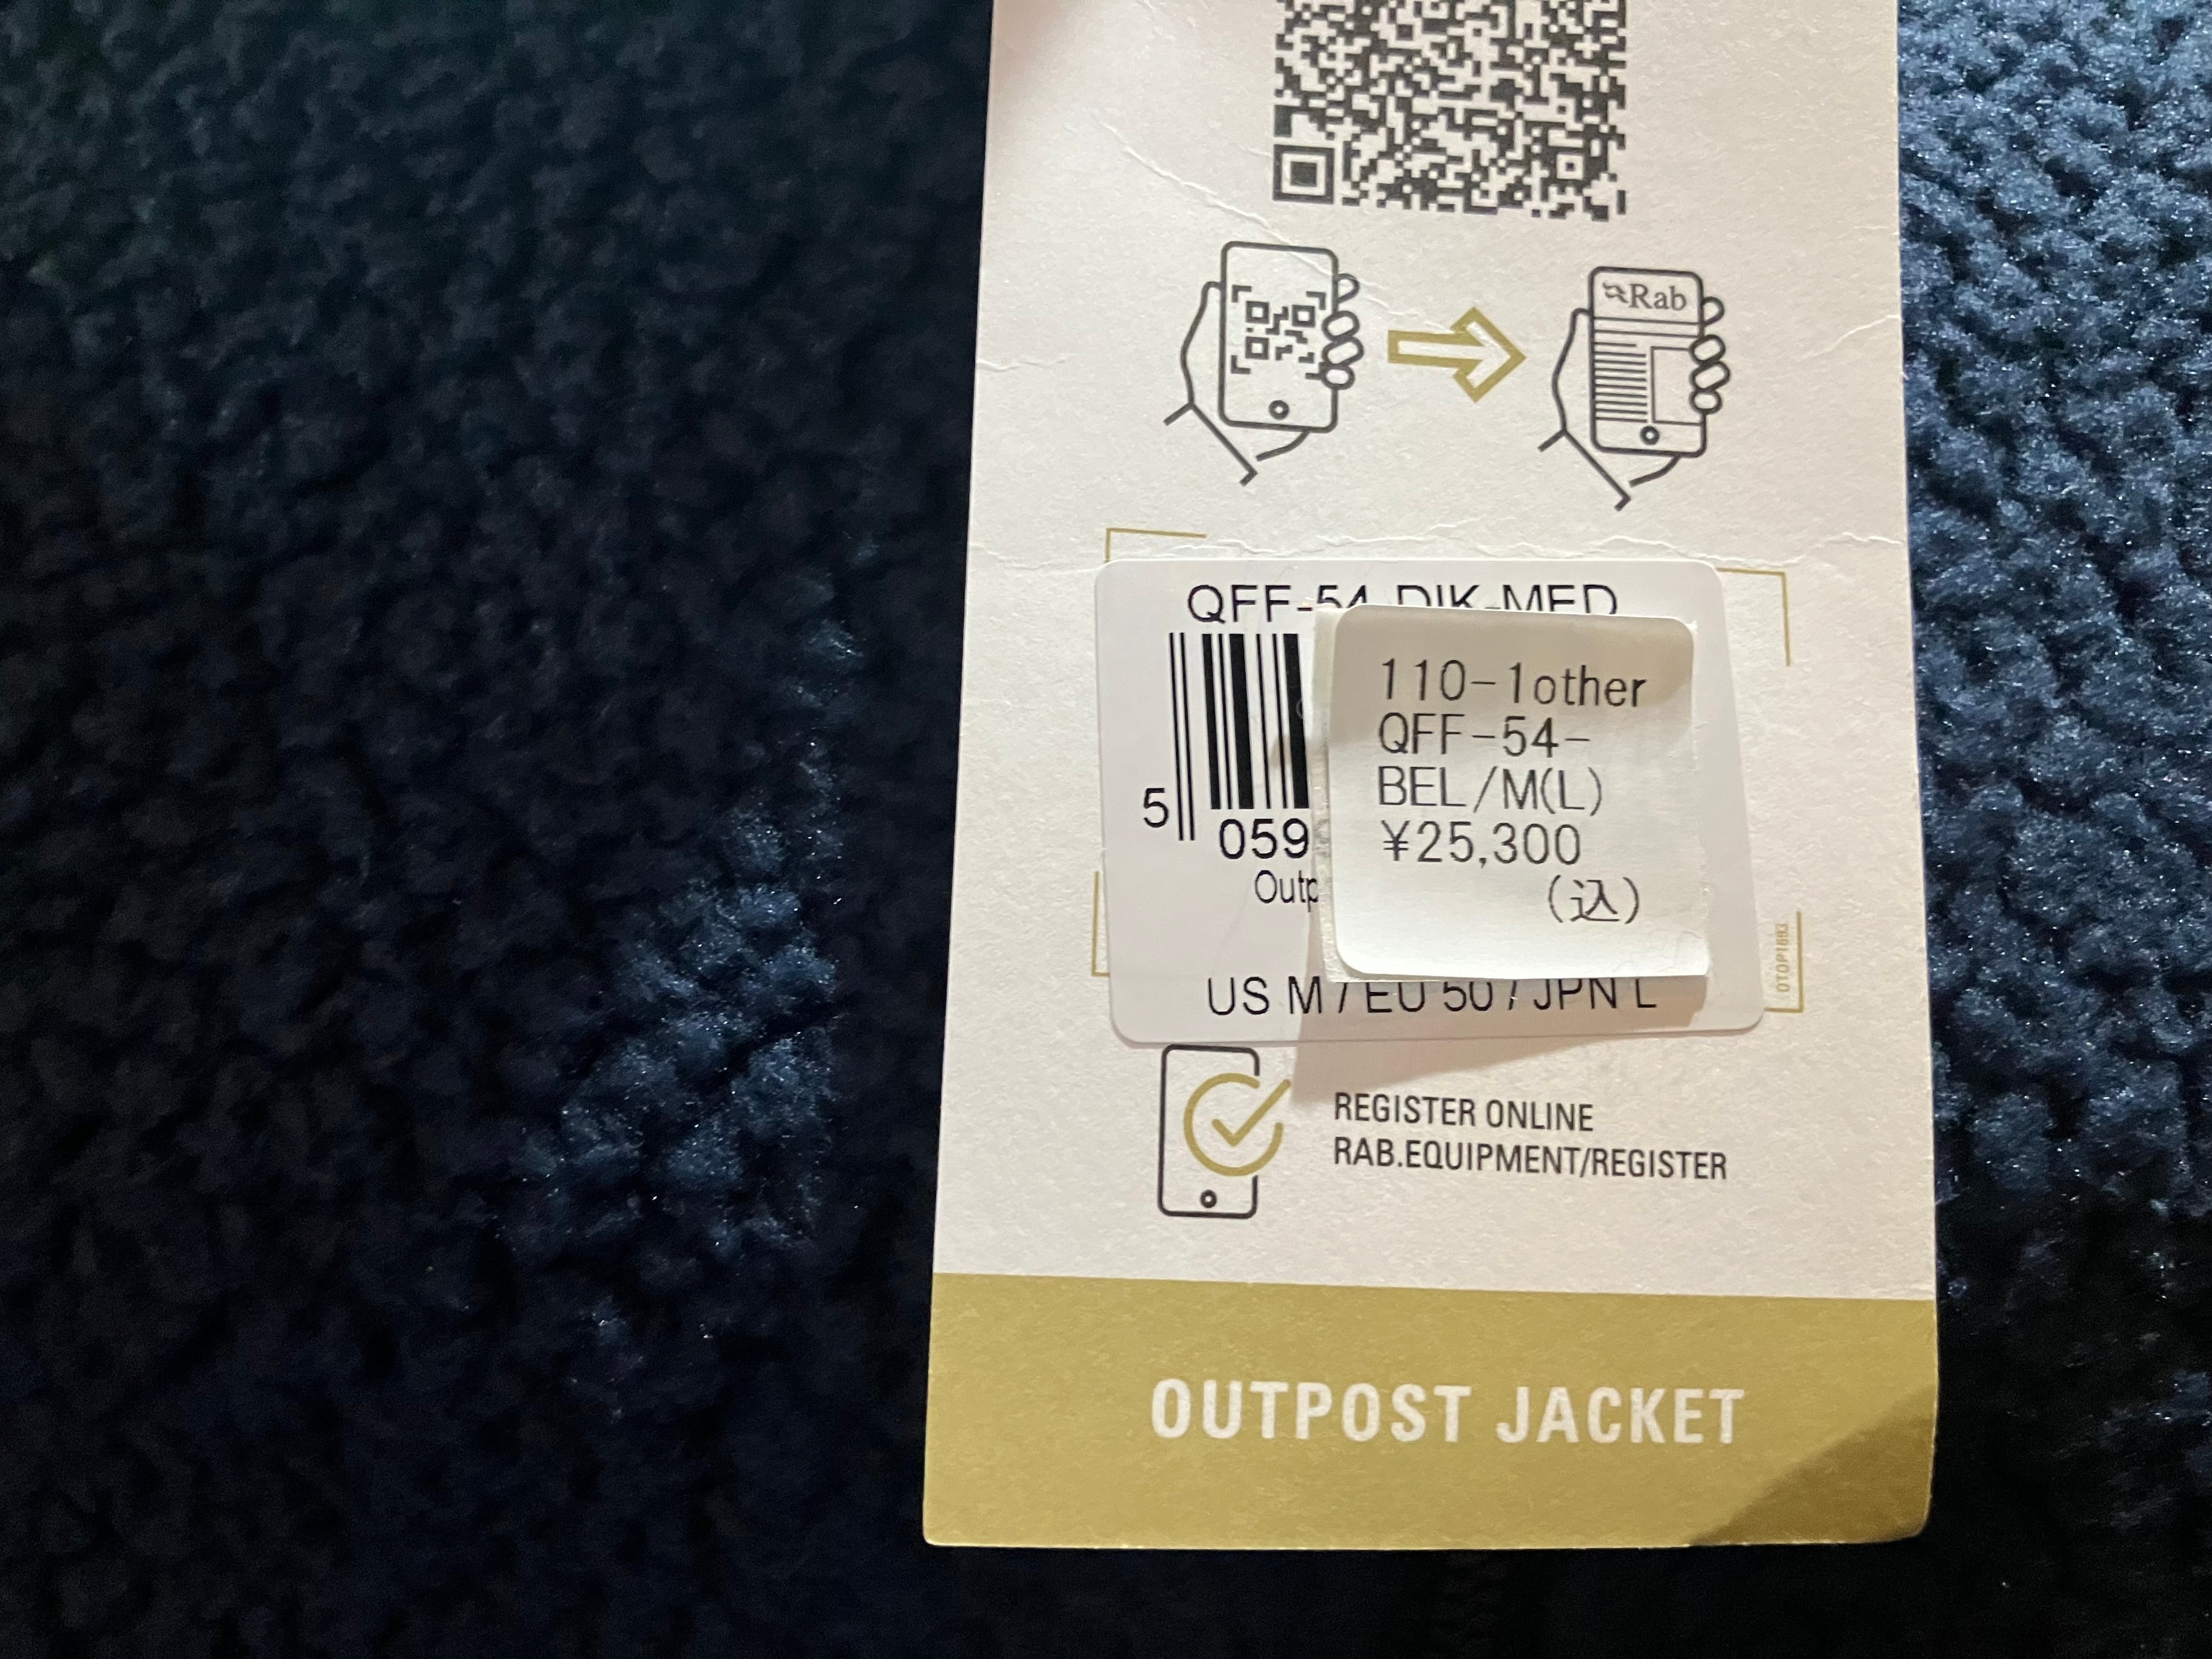 Rab
QFF-54-DIK-MED
110-1other
QFF-54-
BEL/M(L)
¥25,300
(込)
5
059
US M / EU 50 / JPN L
REGISTER ONLINE
RAB.EQUIPMENT/REGISTER
OUTPOST JACKET